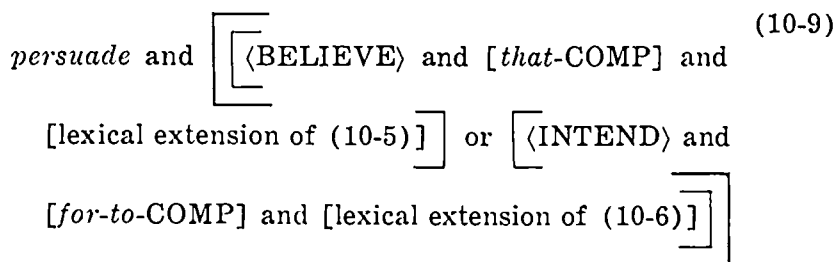 (10-9)
persuade and [[⟨BELIEVE⟩ and [that-COMP] and
[lexical extension of (10-5)]] or [⟨INTEND⟩ and
[for-to-COMP] and [lexical extension of (10-6)]]]